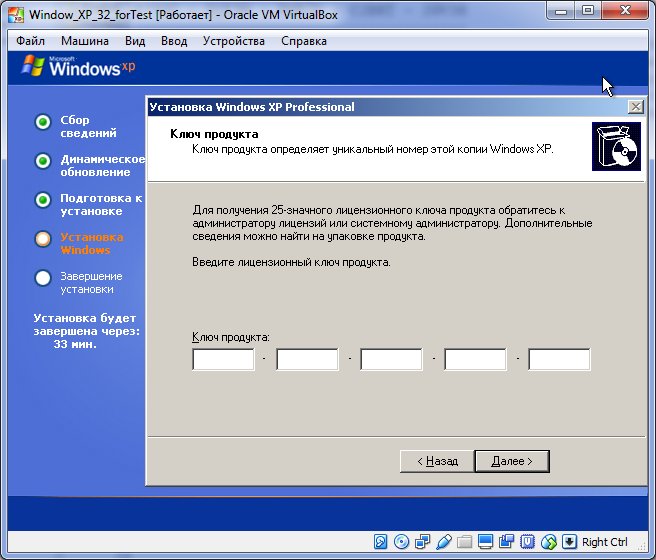 Window_XP_32_forTest [Работает] - Oracle VM VirtualBox
Файл Машина Вид Ввод Устройства Справка
Microsoft
Windows xp
Сбор
сведений
Динамическое
обновление
Подготовка к
установке
Установка
Windows
Завершение
установки
Установка будет
завершена через:
33 мин.
Установка Windows XP Professional
Ключ продукта
Ключ продукта определяет уникальный номер этой копии Windows XP.
Для получения 25-значного лицензионного ключа продукта обратитесь к
администратору лицензий или системному администратору. Дополнительные
сведения можно найти на упаковке продукта.
Введите лицензионный ключ продукта.
Ключ продукта:
- - - -
< Назад Далее >
Right Ctrl